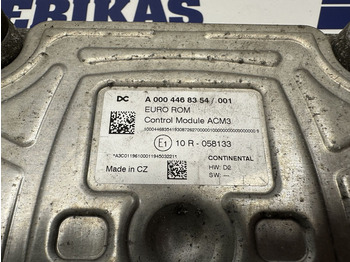 ERIKAS
DC A 000 446 83 54 / 001
EURO ROM
Control Module ACM3
E1 10 R - 058133
CONTINENTAL
HW: D2
SW: ---
Made in CZ